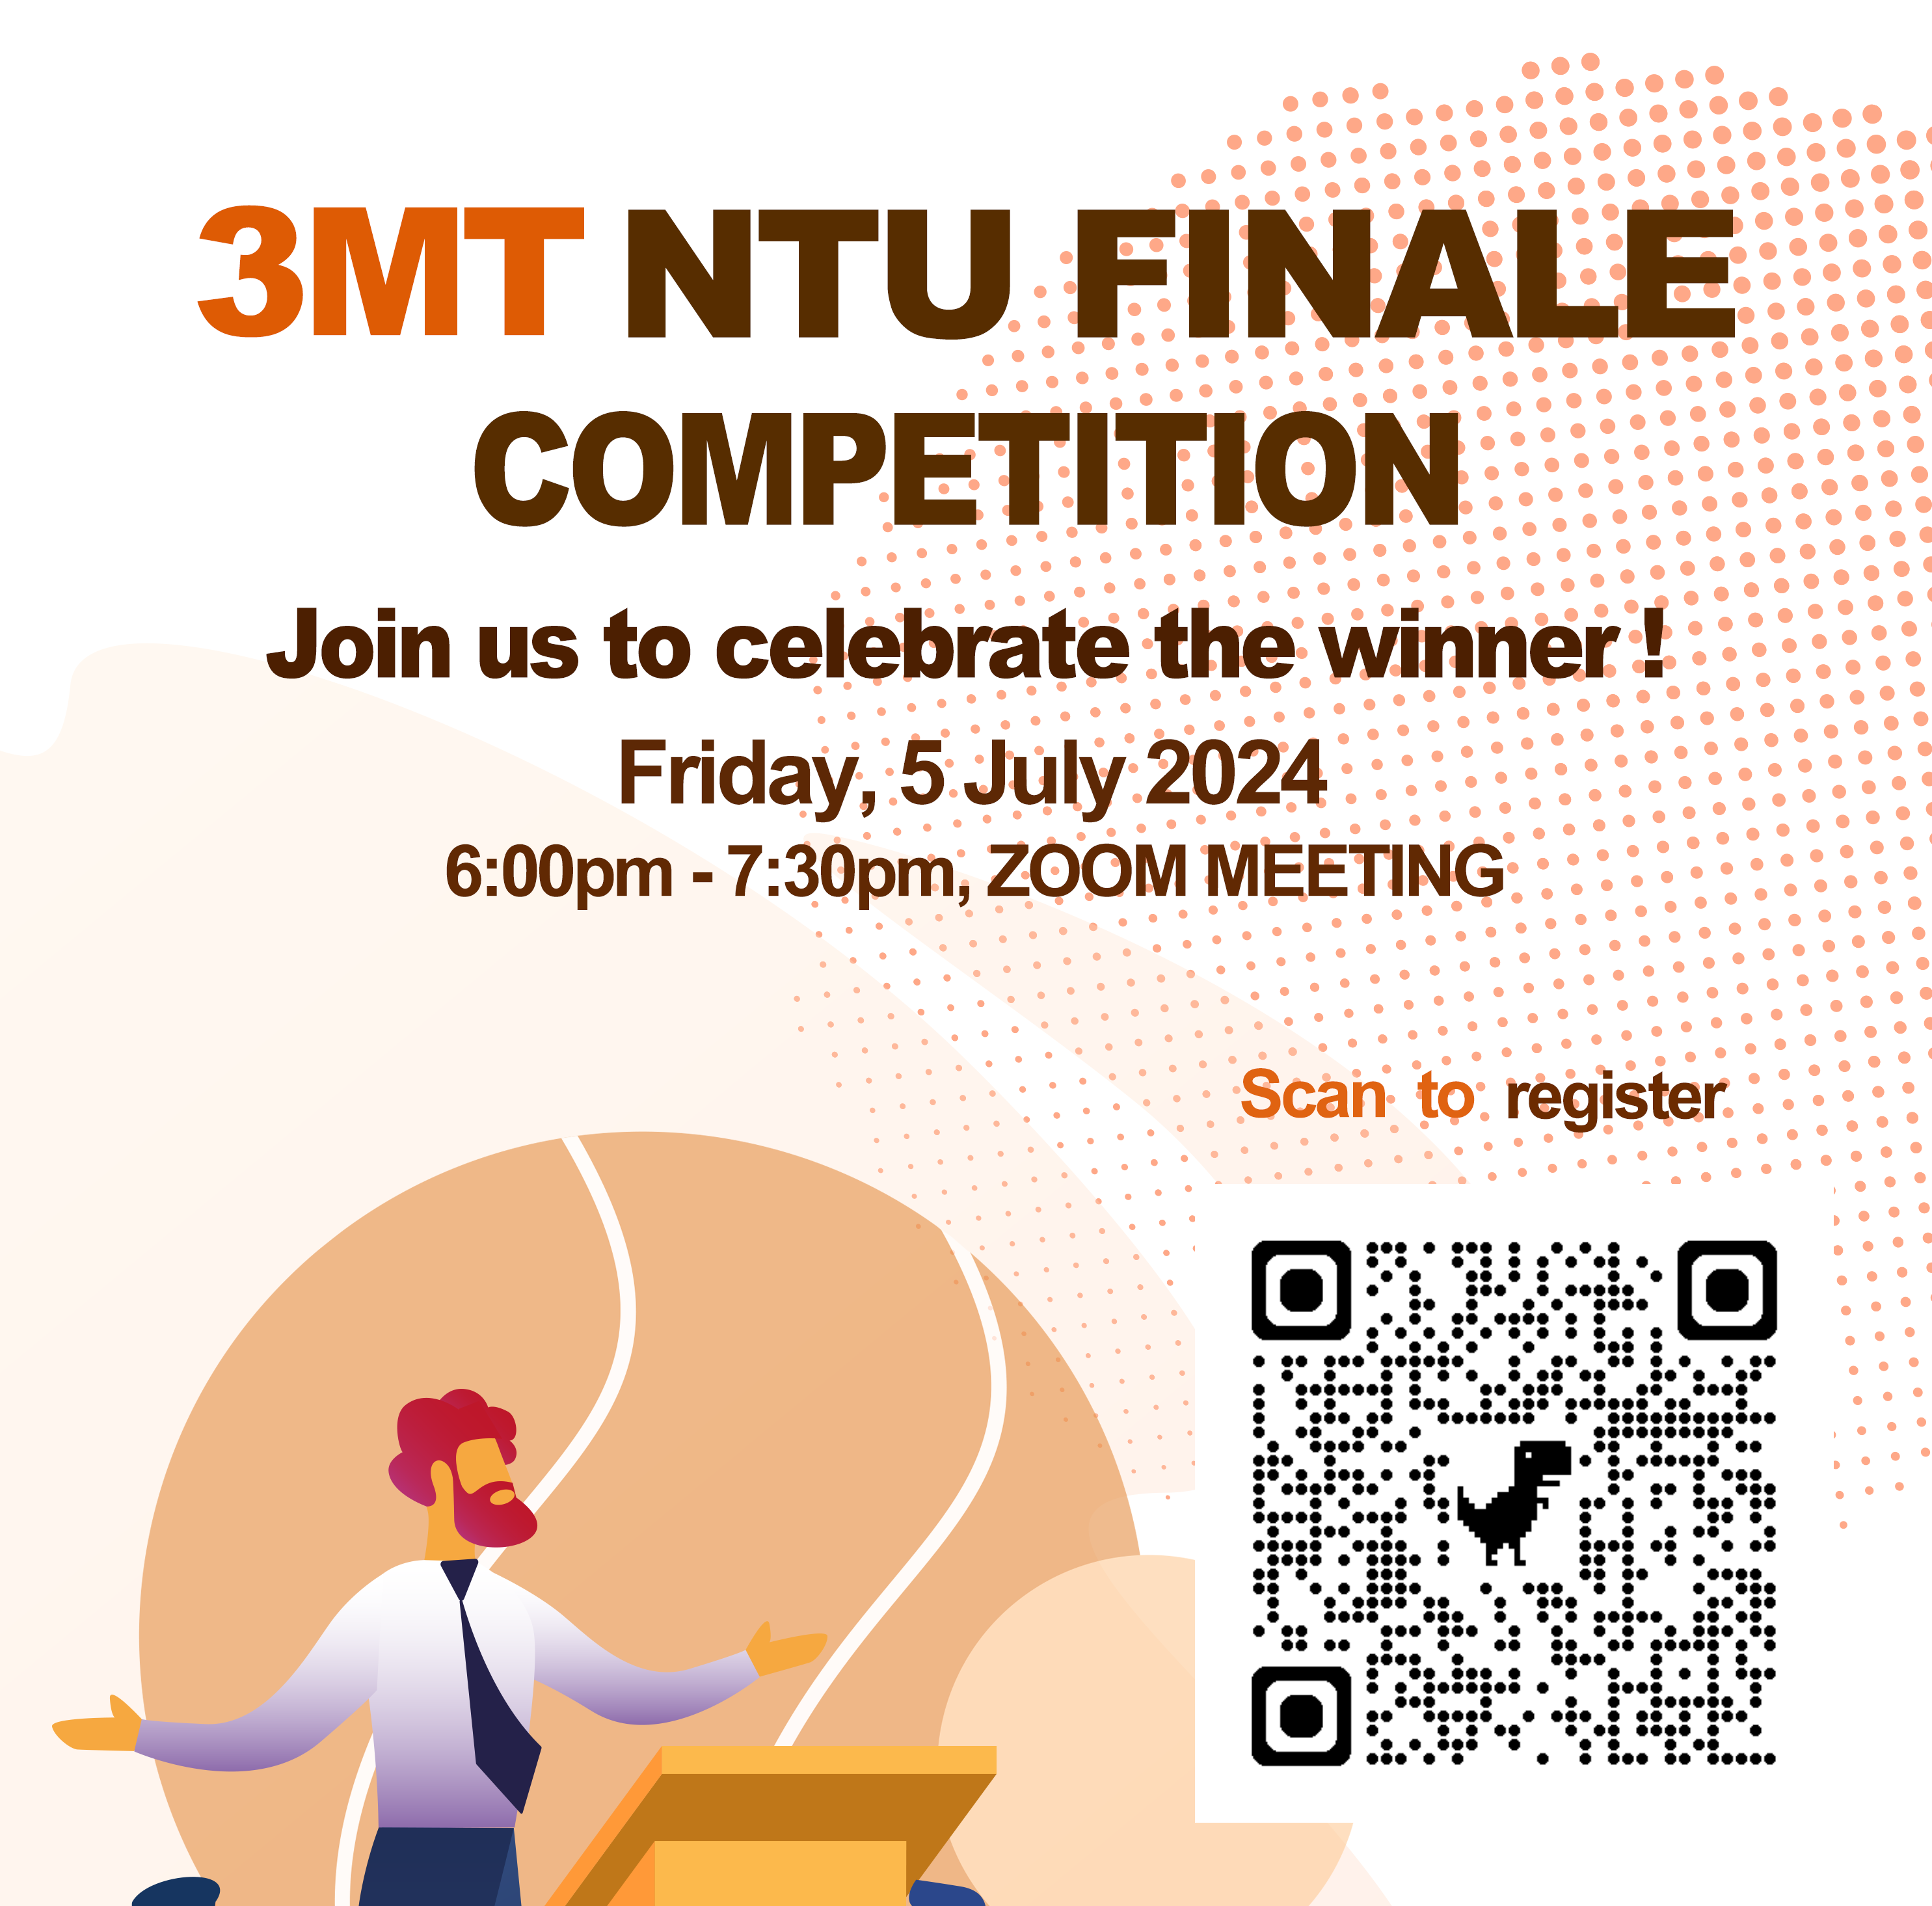 3MT NTU FINALE
COMPETITION
Join us to celebrate the winner!
Friday, 5 July 2024
6:00pm - 7:30pm, ZOOM MEETING
Scan to register